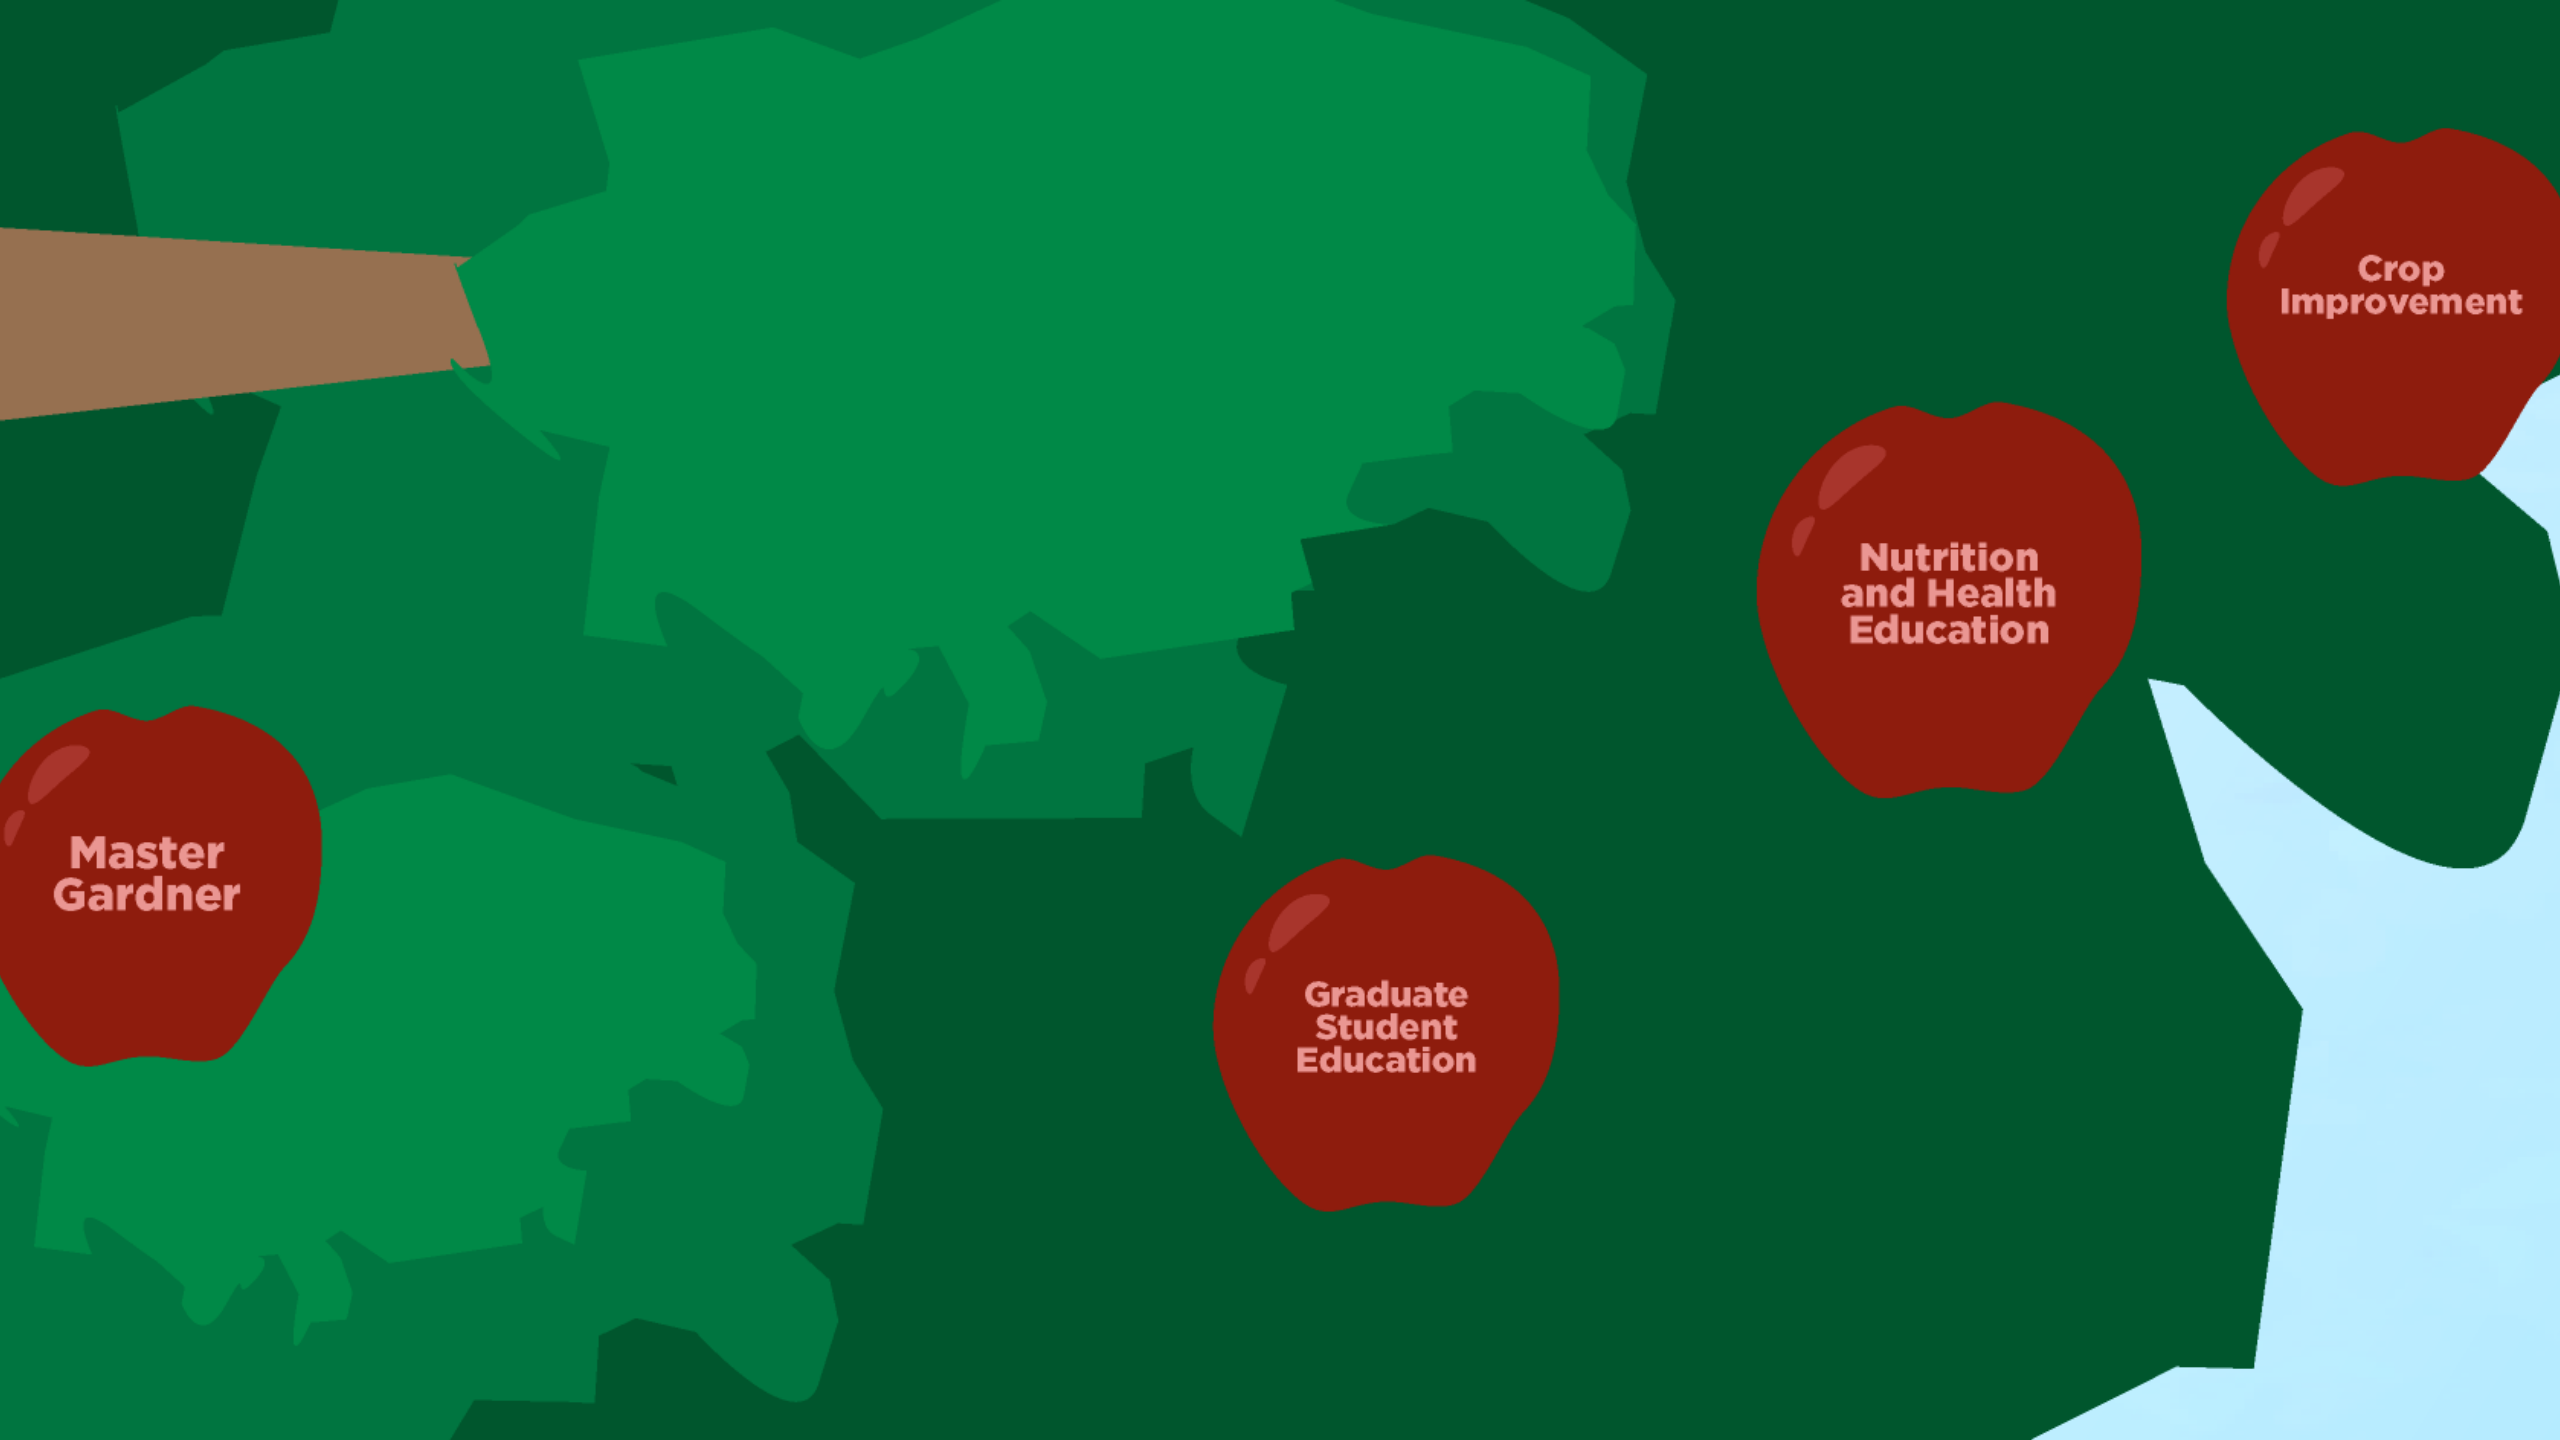 Crop
Improvement
Nutrition
and Health
Education
Master
Gardner
Graduate
Student
Education